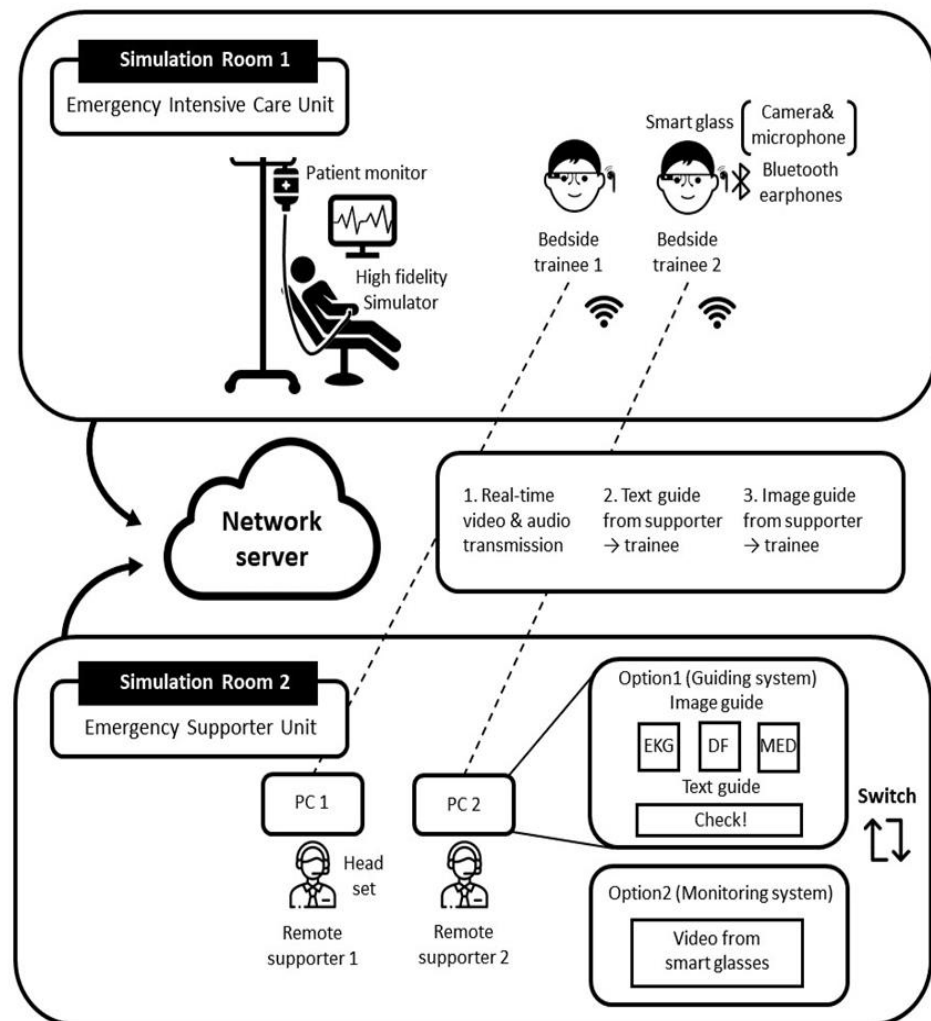 Simulation Room 1
Emergency Intensive Care Unit
Patient monitor
High fidelity
Simulator
Smart glass
Camera&
microphone
Bluetooth
earphones
Bedside
trainee 1
Bedside
trainee 2
Network
server
1. Real-time
video & audio
transmission
2. Text guide
from supporter
→ trainee
3. Image guide
from supporter
→ trainee
Simulation Room 2
Emergency Supporter Unit
PC 1
Head
set
Remote
supporter 1
PC 2
Remote
supporter 2
Option1 (Guiding system)
Image guide
EKG
DF
MED
Text guide
Check!
Switch
Option2 (Monitoring system)
Video from
smart glasses